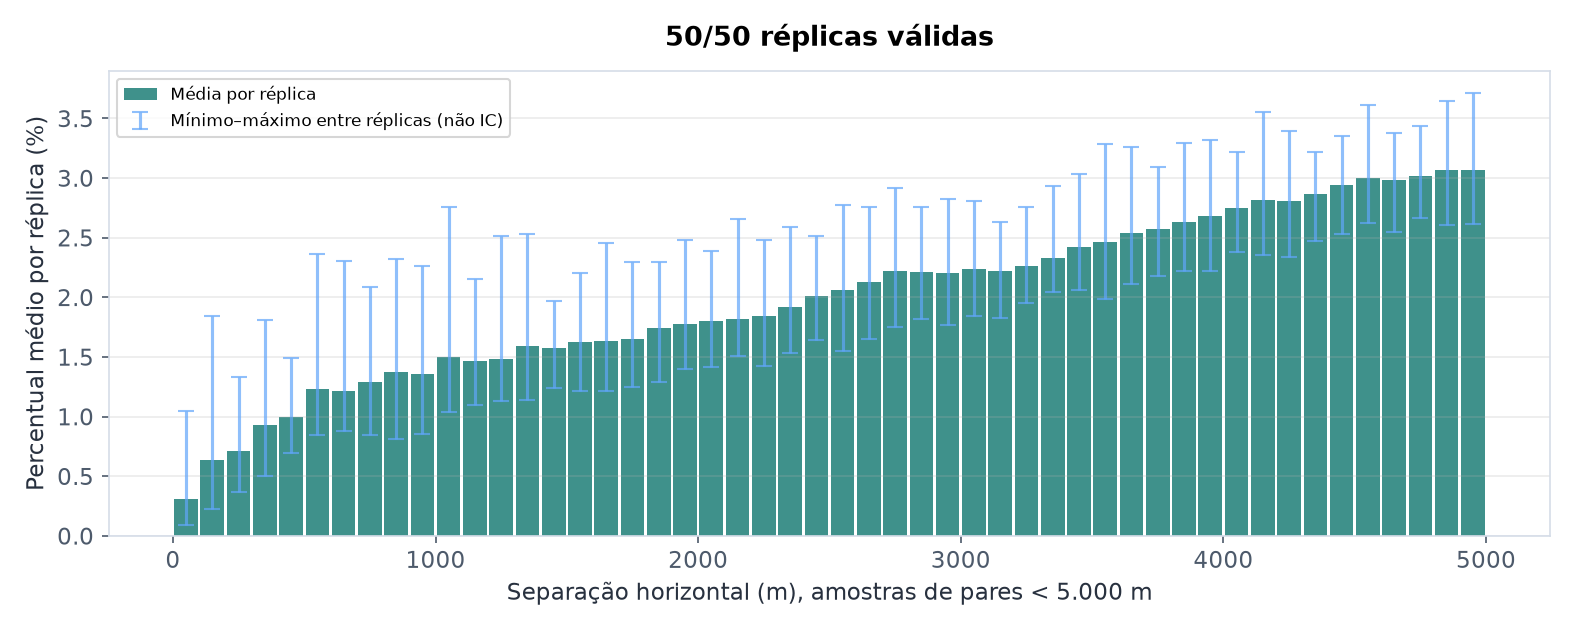 50/50 réplicas válidas
Média por réplica
Mínimo–máximo entre réplicas (não IC)
Percentual médio por réplica (%)
3.5
3.0
2.5
2.0
1.5
1.0
0.5
0.0
0 1000 2000 3000 4000 5000
Separação horizontal (m), amostras de pares < 5.000 m